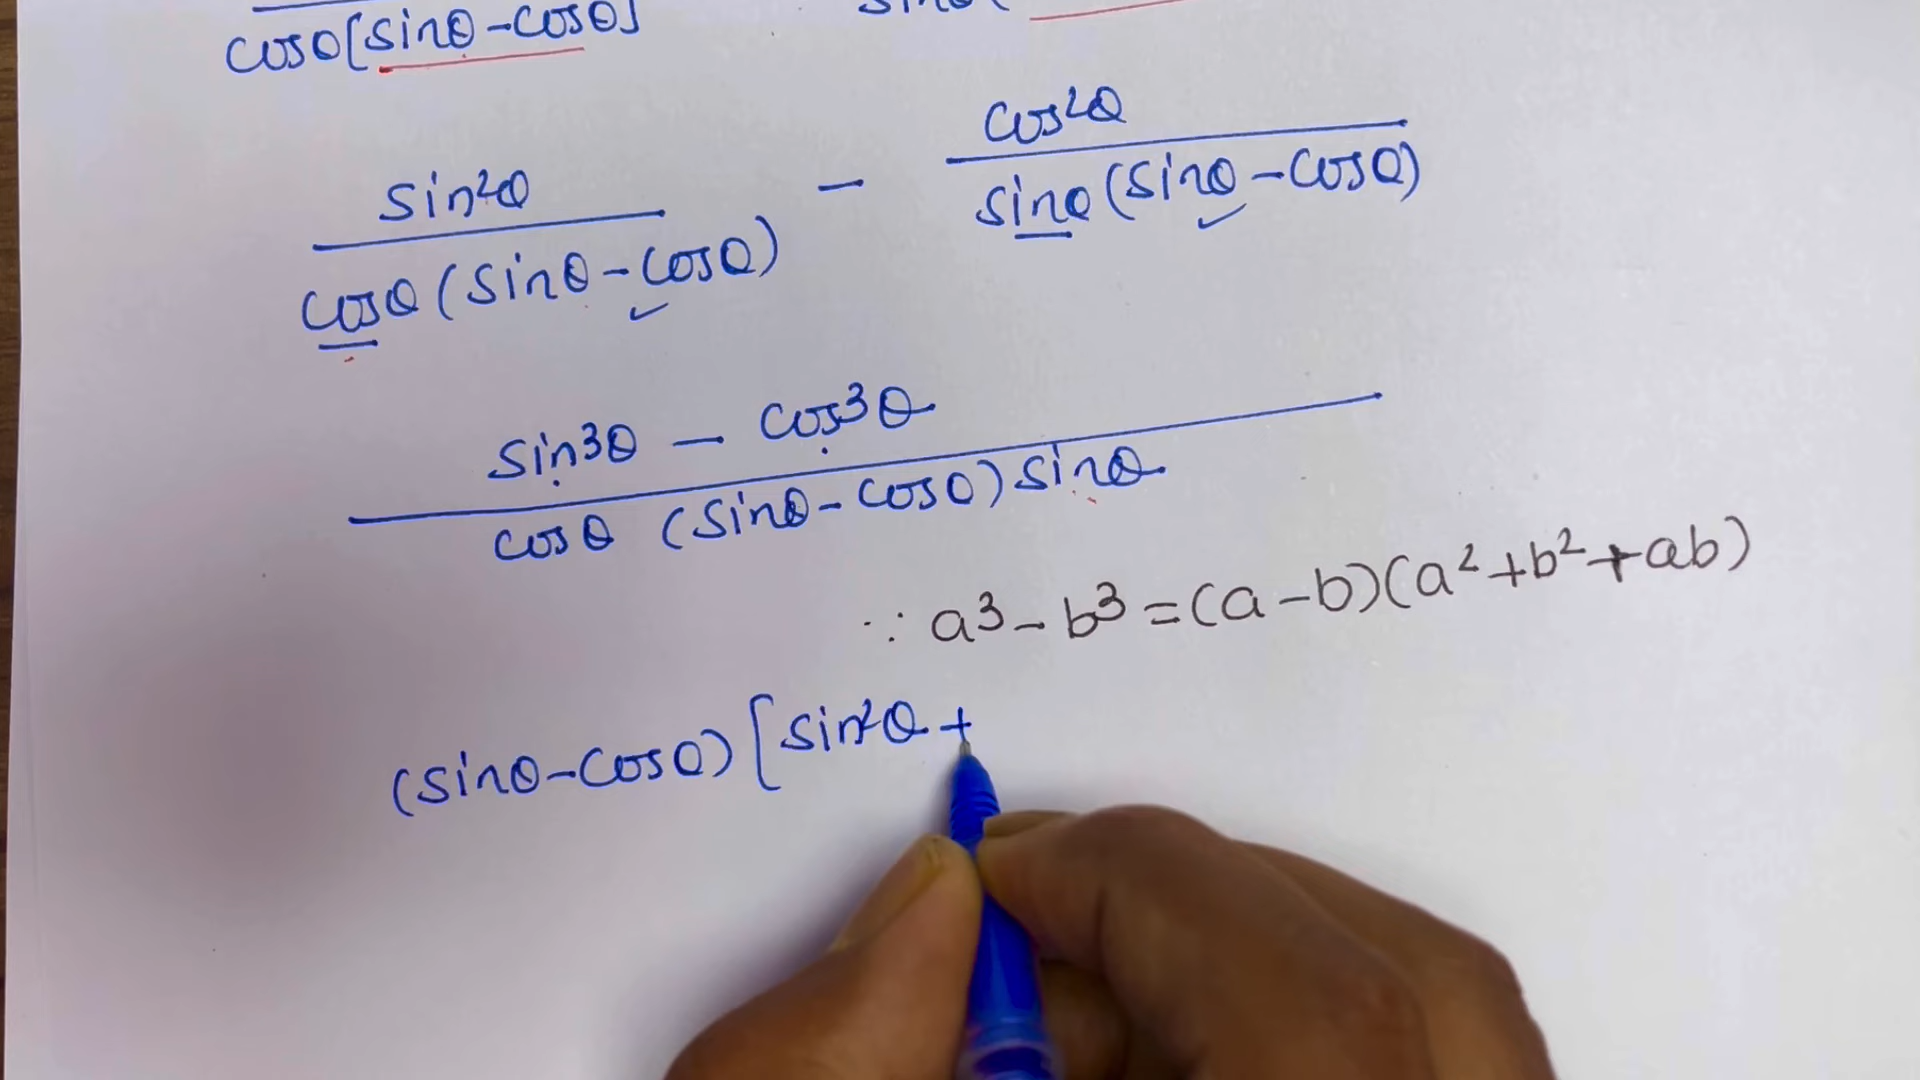 cosθ[sinθ-cosθ]
sin²θ - cos²θ
cosθ(sinθ-cosθ) sinθ(sinθ-cosθ)
sin³θ - cos³θ
cosθ (sinθ-cosθ) sinθ
∵ a³-b³=(a-b)(a²+b²+ab)
(sinθ-cosθ)[sin²θ+